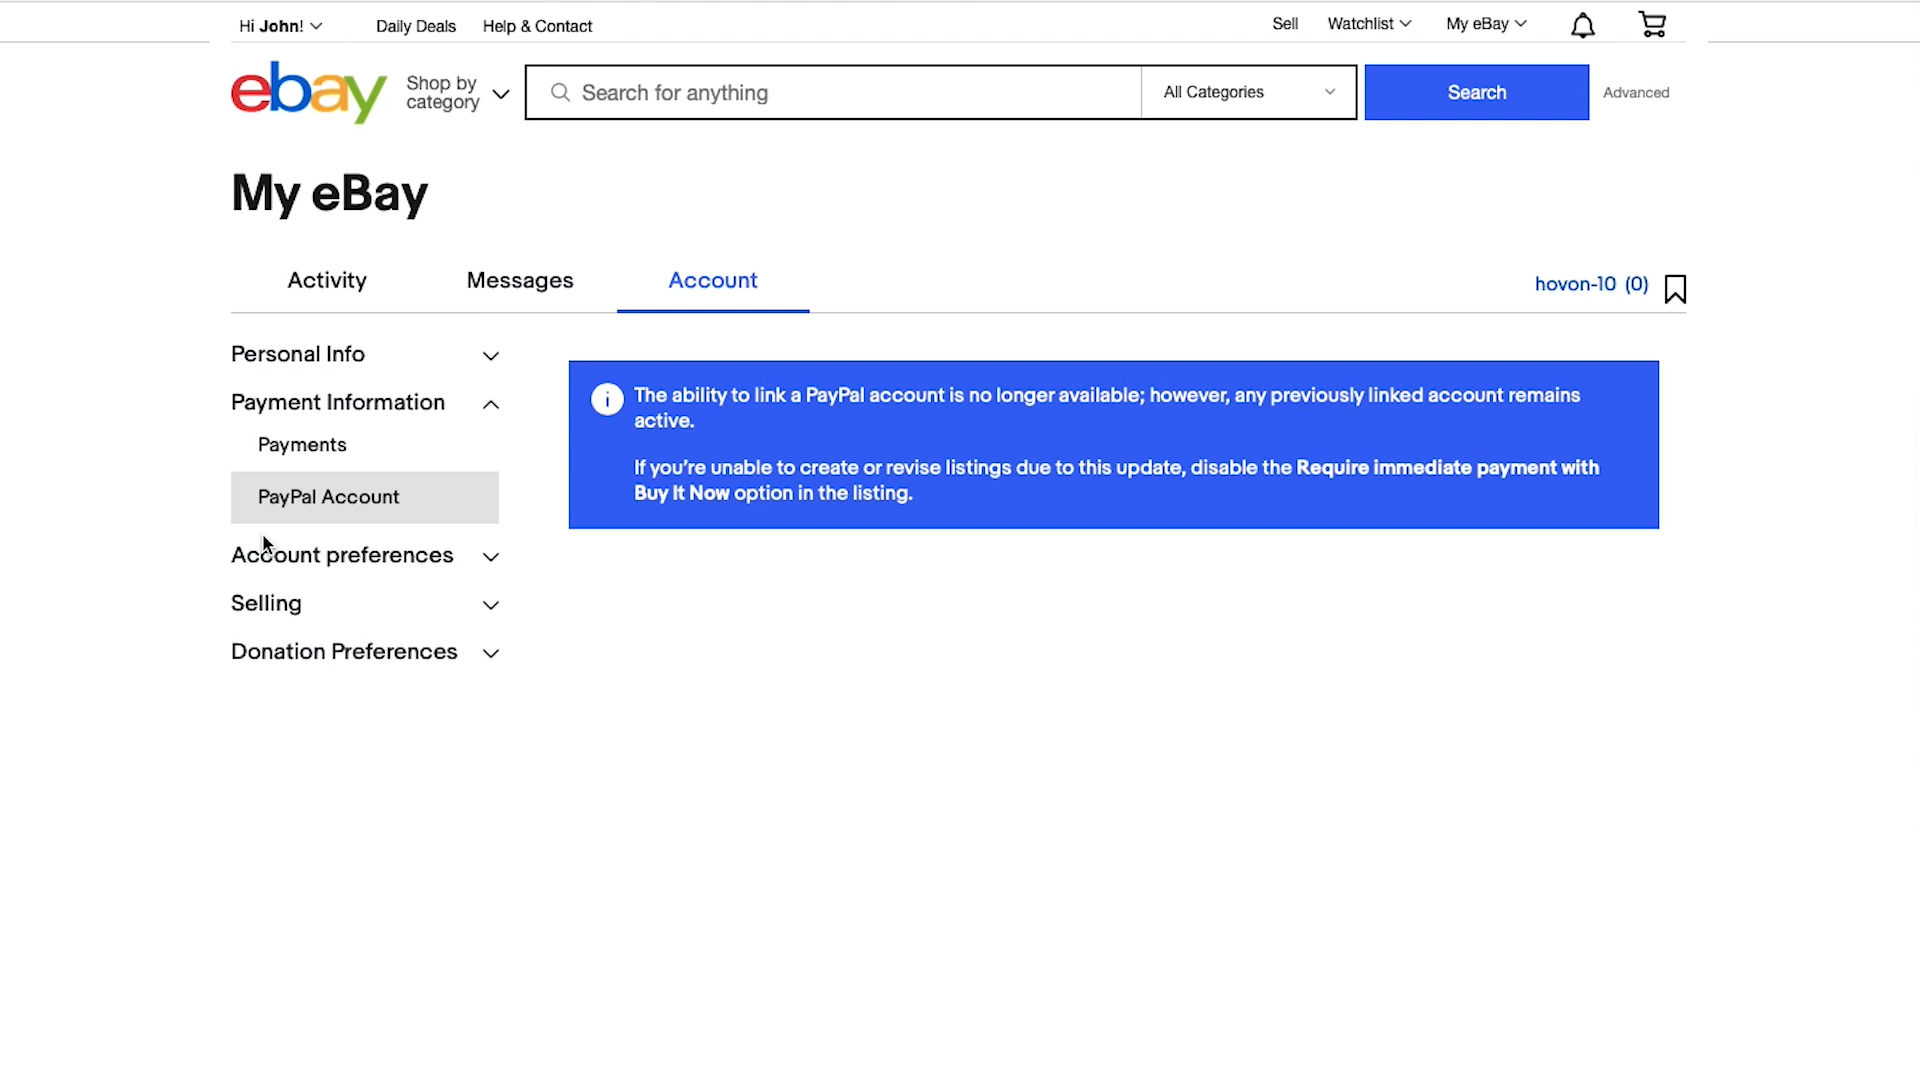 Hi John!
Daily Deals
Help & Contact
Sell
Watchlist
My eBay
ebay
Shop by
category
Search for anything
All Categories
Search
Advanced
My eBay
Activity
Messages
Account
hovon-10 (0)
Personal Info
Payment Information
Payments
PayPal Account
Account preferences
Selling
Donation Preferences
The ability to link a PayPal account is no longer available; however, any previously linked account remains
active.
If you're unable to create or revise listings due to this update, disable the Require immediate payment with
Buy It Now option in the listing.